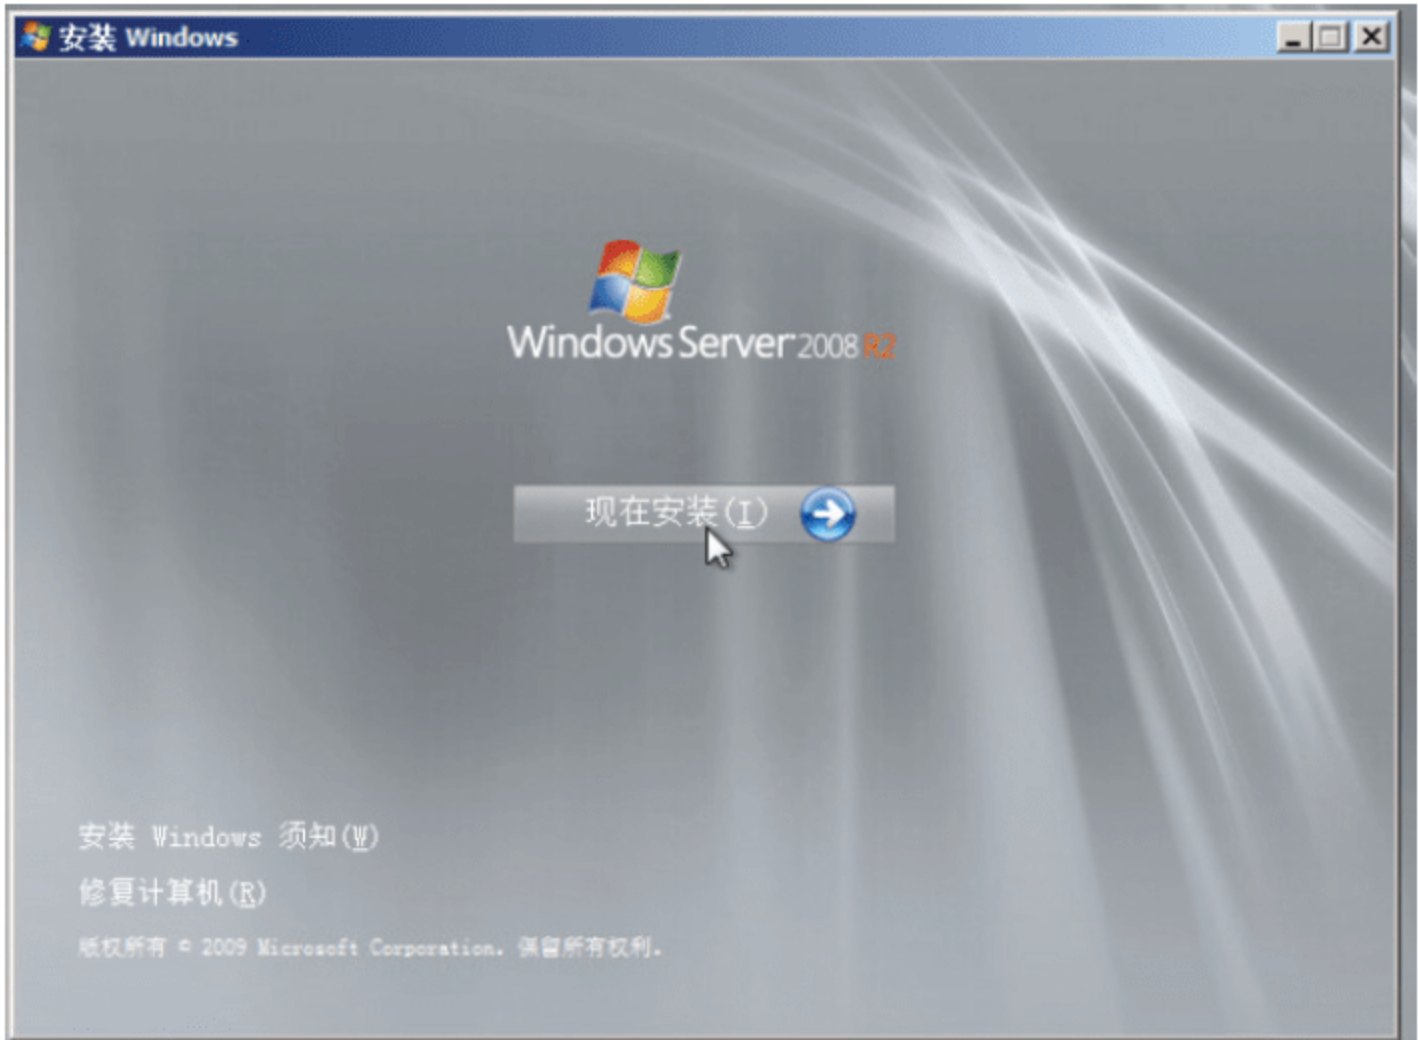 安装 Windows
Windows Server 2008 R2
现在安装(I)
安装 Windows 须知(W)
修复计算机(R)
版权所有 © 2009 Microsoft Corporation. 保留所有权利.